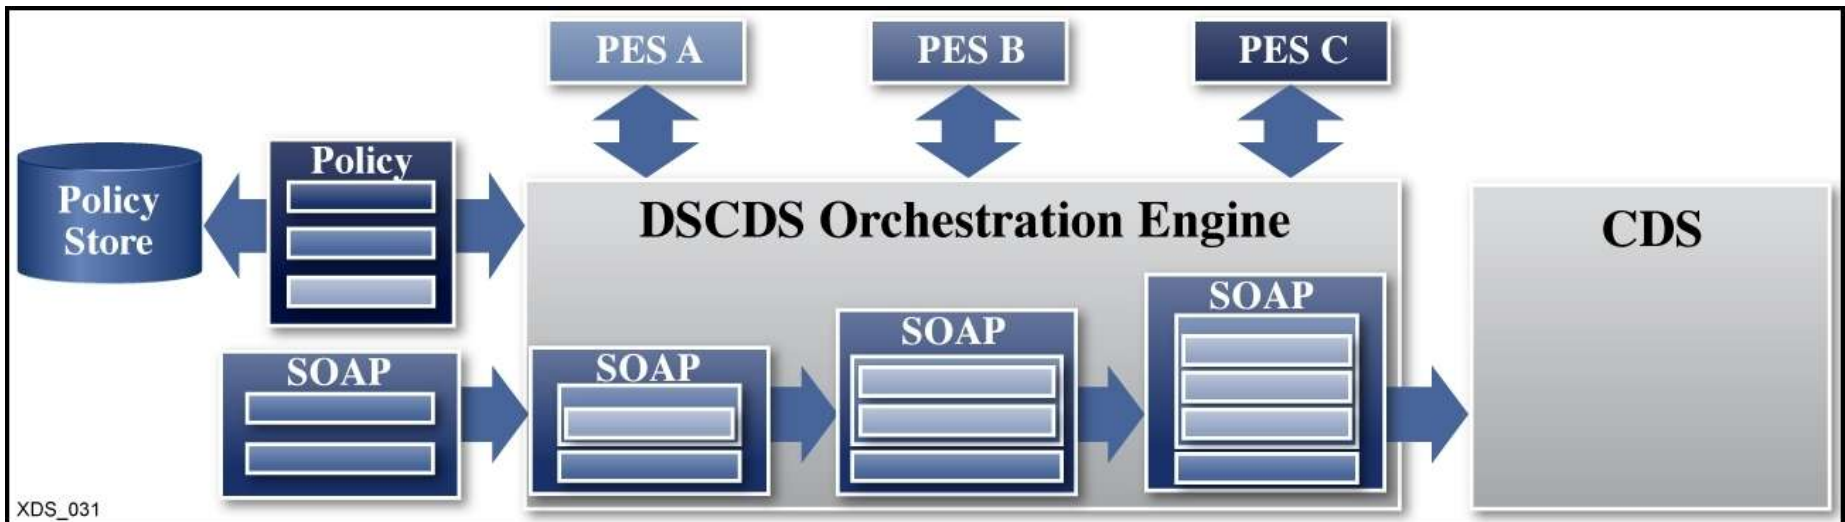 PES A
PES B
PES C
Policy
Store
Policy
DSCDS Orchestration Engine
CDS
SOAP
SOAP
SOAP
SOAP
XDS_031